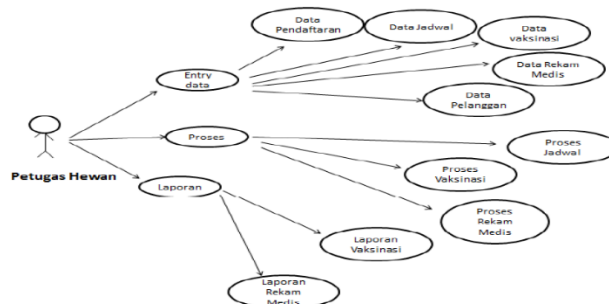 Data
Pendaftaran
Data Jadwal
Data
vaksinasi
Entry
data
Data Rekam
Medis
Data
Pelanggan
Proses
Proses
Jadwal
Petugas Hewan
Proses
Vaksinasi
Laporan
Proses
Rekam
Medis
Laporan
Vaksinasi
Laporan
Rekam
Medis